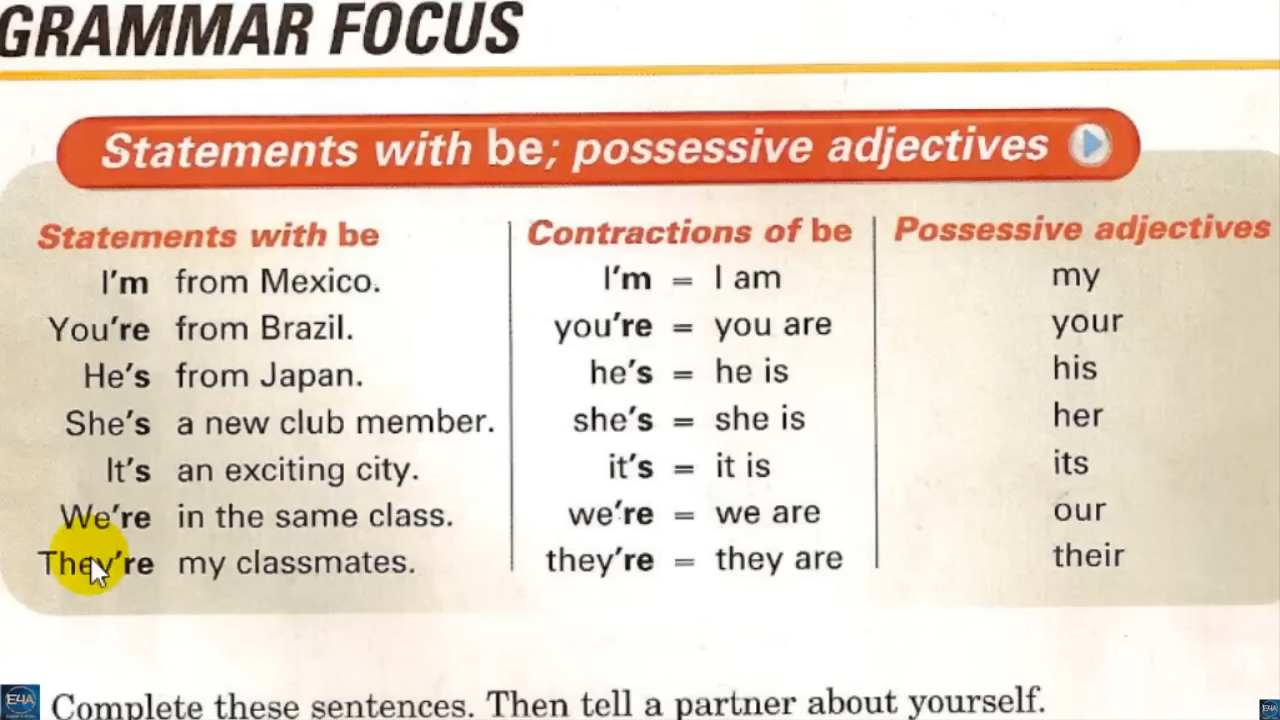 GRAMMAR FOCUS
Statements with be; possessive adjectives
Statements with be
I'm from Mexico.
You're from Brazil.
He's from Japan.
She's a new club member.
It's an exciting city.
We're in the same class.
They're my classmates.
Contractions of be
I'm = I am
you're = you are
he's = he is
she's = she is
it's = it is
we're = we are
they're = they are
Possessive adjectives
my
your
his
her
its
our
their
Complete these sentences. Then tell a partner about yourself.
E4A
E4A